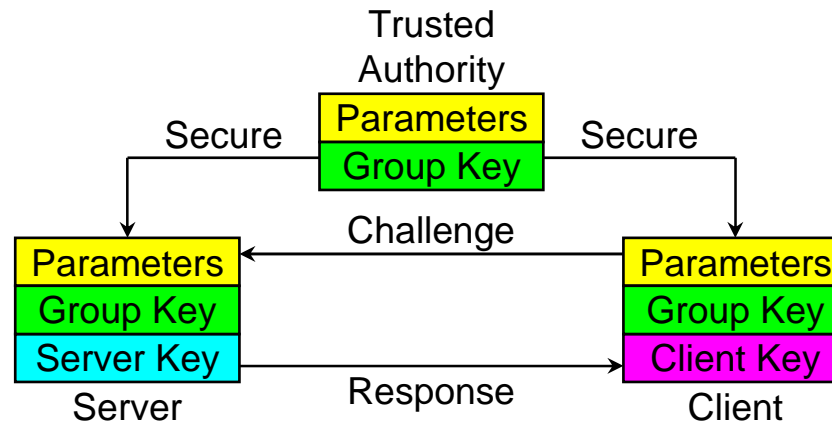 Trusted
Authority
Parameters
Group Key
Secure
Secure
Challenge
Parameters
Group Key
Server Key
Server
Parameters
Group Key
Client Key
Client
Response